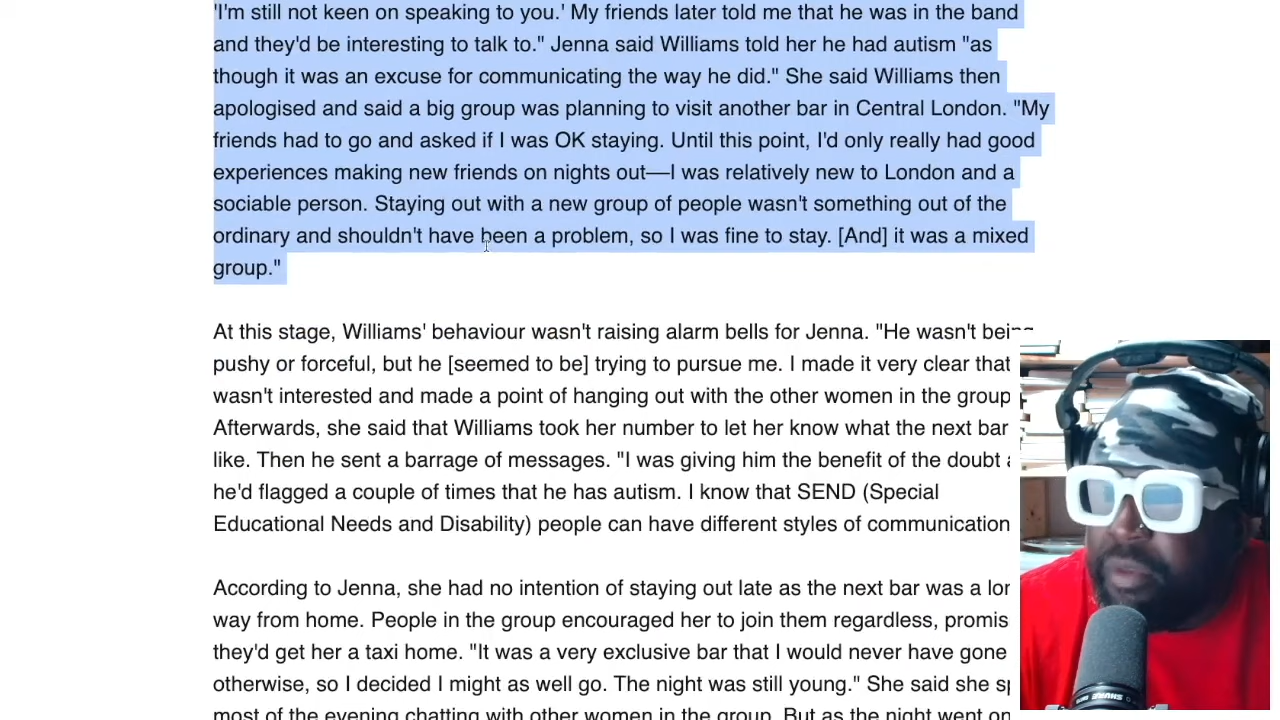 'I'm still not keen on speaking to you.' My friends later told me that he was in the band
and they'd be interesting to talk to." Jenna said Williams told her he had autism "as
though it was an excuse for communicating the way he did." She said Williams then
apologised and said a big group was planning to visit another bar in Central London. "My
friends had to go and asked if I was OK staying. Until this point, I'd only really had good
experiences making new friends on nights out—I was relatively new to London and a
sociable person. Staying out with a new group of people wasn't something out of the
ordinary and shouldn't have been a problem, so I was fine to stay. [And] it was a mixed
group."
At this stage, Williams' behaviour wasn't raising alarm bells for Jenna. "He wasn't being
pushy or forceful, but he [seemed to be] trying to pursue me. I made it very clear that
wasn't interested and made a point of hanging out with the other women in the group
Afterwards, she said that Williams took her number to let her know what the next bar
like. Then he sent a barrage of messages. "I was giving him the benefit of the doubt
he'd flagged a couple of times that he has autism. I know that SEND (Special
Educational Needs and Disability) people can have different styles of communication
According to Jenna, she had no intention of staying out late as the next bar was a
way from home. People in the group encouraged her to join them regardless,
they'd get her a taxi home. "It was a very exclusive bar that I would never have gone
otherwise, so I decided I might as well go. The night was still young." She said she
most of the evening chatting with other women in the group. But as the night went on
SHURE